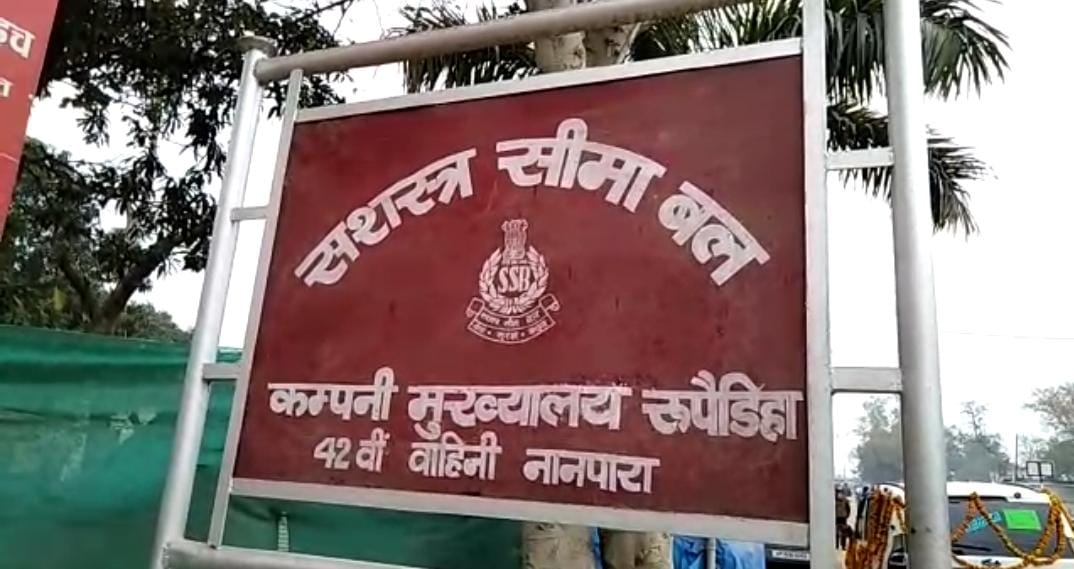 सशस्त्र सीमा बल
SSB
कम्पनी मुख्यालय रुपैडिहा
42 वीं वाहिनी नानपारा